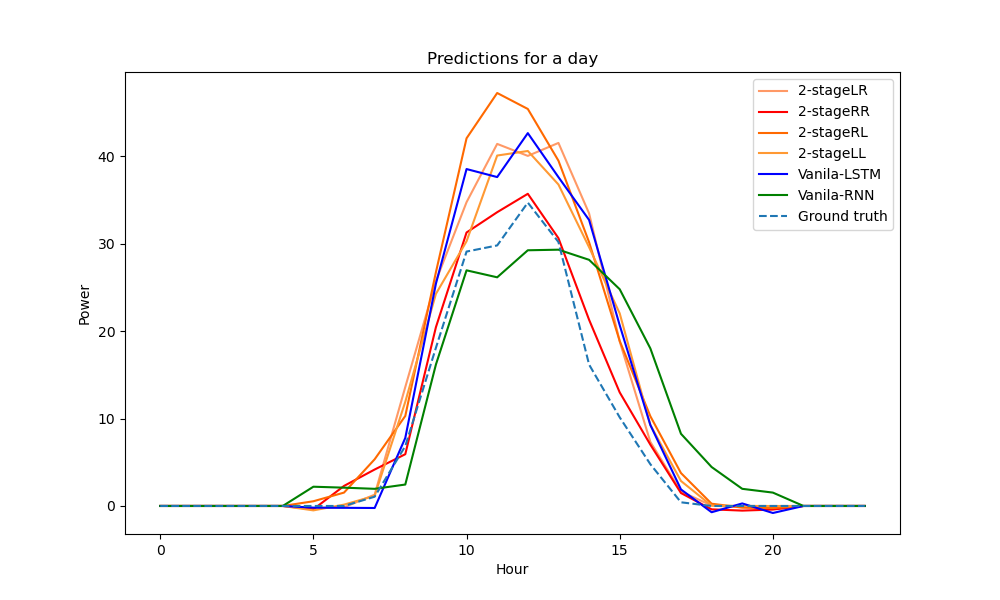 Predictions for a day
2-stageLR
2-stageRR
2-stageRL
2-stageLL
Vanila-LSTM
Vanila-RNN
Ground truth
Power
40
30
20
10
0
0 5 10 15 20
Hour